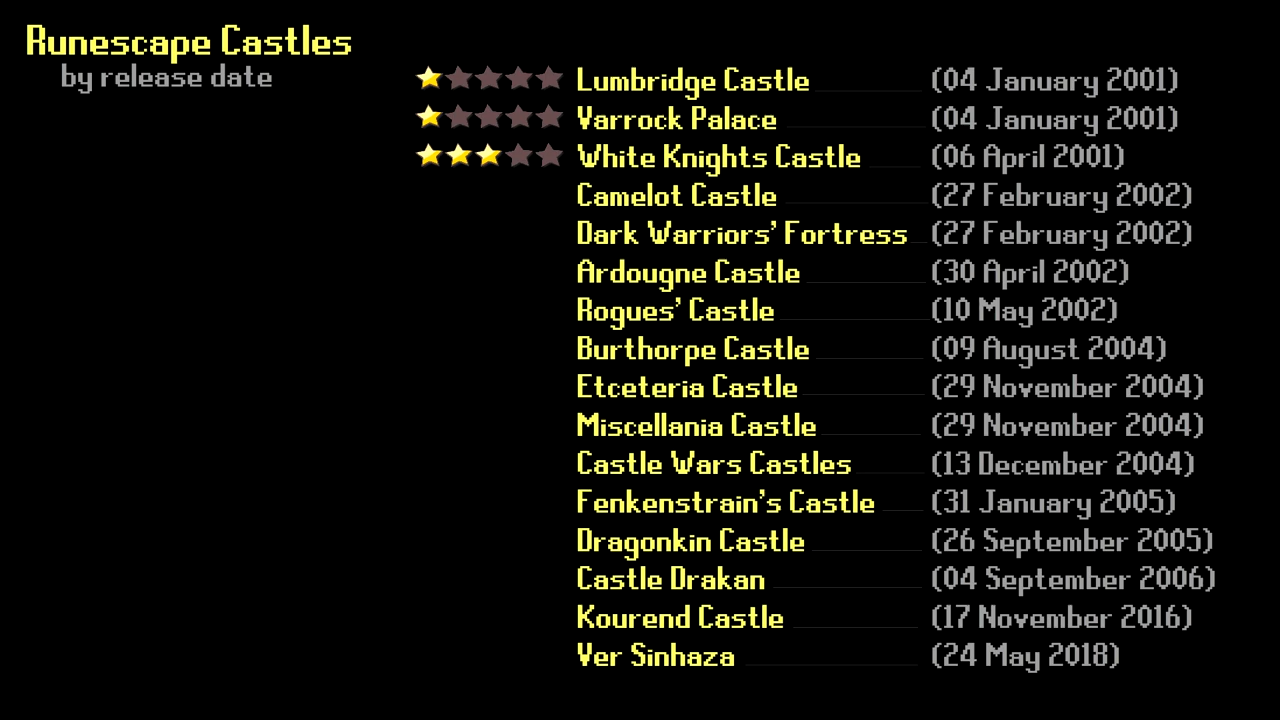 Runescape Castles
by release date
Lumbridge Castle (04 January 2001)
Varrock Palace (04 January 2001)
White Knights Castle (06 April 2001)
Camelot Castle (27 February 2002)
Dark Warriors' Fortress (27 February 2002)
Ardougne Castle (30 April 2002)
Rogues' Castle (10 May 2002)
Burthorpe Castle (09 August 2004)
Etceteria Castle (29 November 2004)
Miscellania Castle (29 November 2004)
Castle Wars Castles (13 December 2004)
Fenkenstrain's Castle (31 January 2005)
Dragonkin Castle (26 September 2005)
Castle Drakan (04 September 2006)
Kourend Castle (17 November 2016)
Ver Sinhaza (24 May 2018)